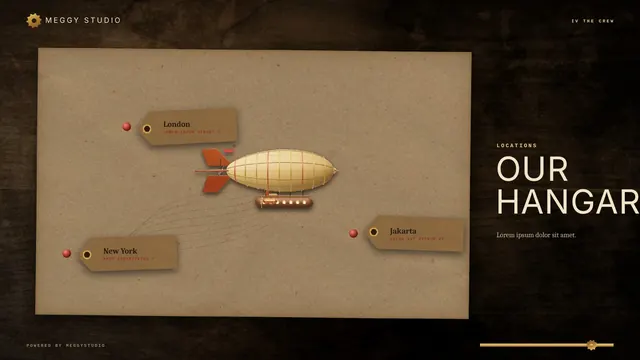 MEGGY STUDIO
IV THE CREW
London
New York
Jakarta
LOCATIONS
OUR
HANGAR
Lorem ipsum dolor sit amet.
POWERED BY MEGGYSTUDIO